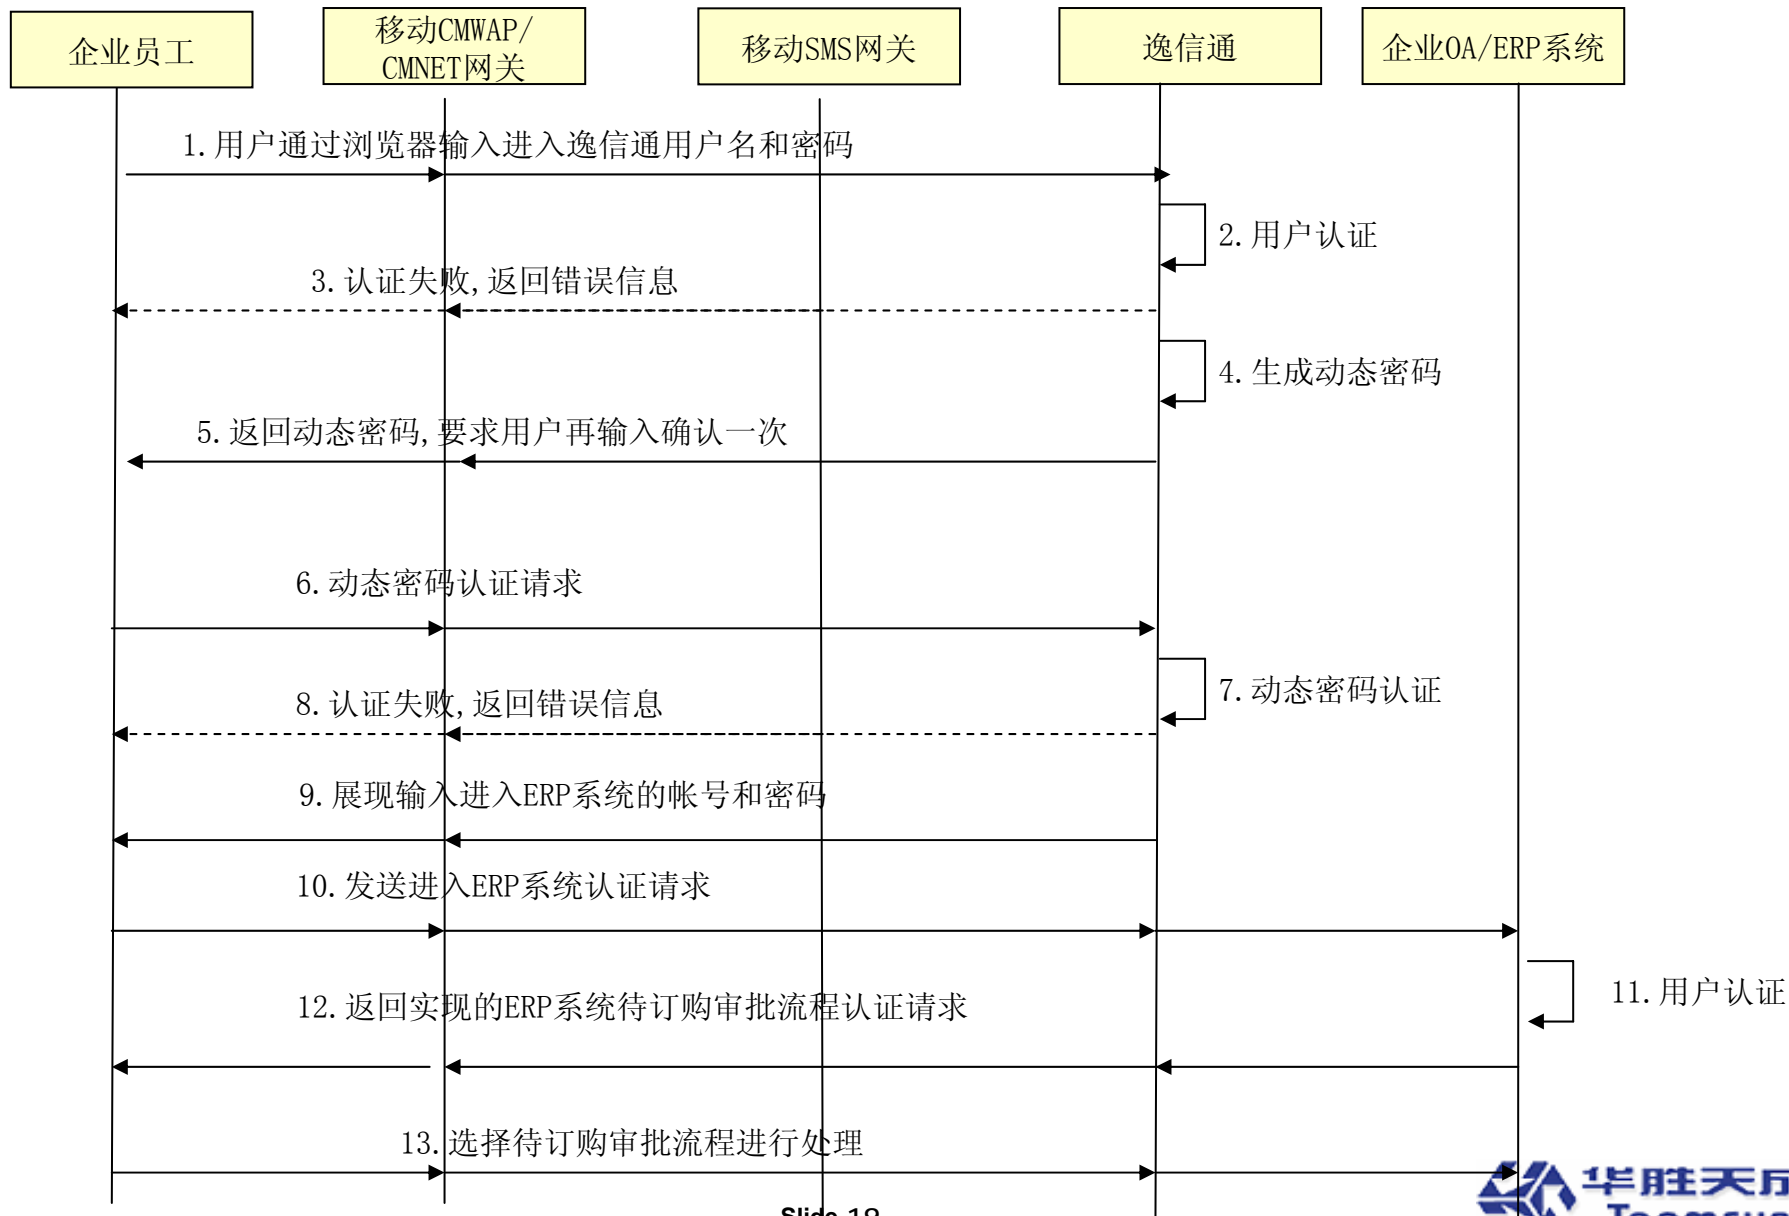 企业员工
移动CMWAP/
CMNET网关
移动SMS网关
逸信通
企业OA/ERP系统
1.用户通过浏览器输入进入逸信通用户名和密码
2.用户认证
3.认证失败,返回错误信息
4.生成动态密码
5.返回动态密码,要求用户再输入确认一次
6.动态密码认证请求
7.动态密码认证
8.认证失败,返回错误信息
9.展现输入进入ERP系统的帐号和密码
10.发送进入ERP系统认证请求
11.用户认证
12.返回实现的ERP系统待订购审批流程认证请求
13.选择待订购审批流程进行处理
华胜天成
Slide 18